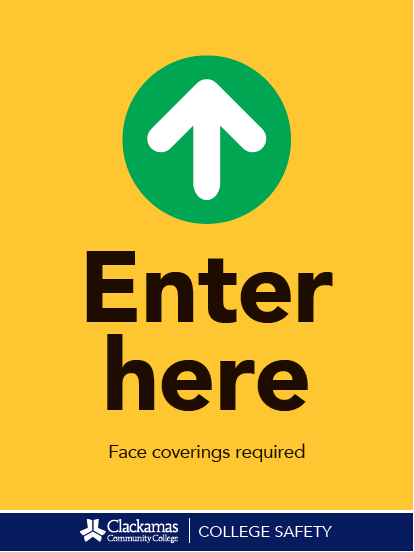 Enter
here
Face coverings required
Clackamas
Community College
COLLEGE SAFETY